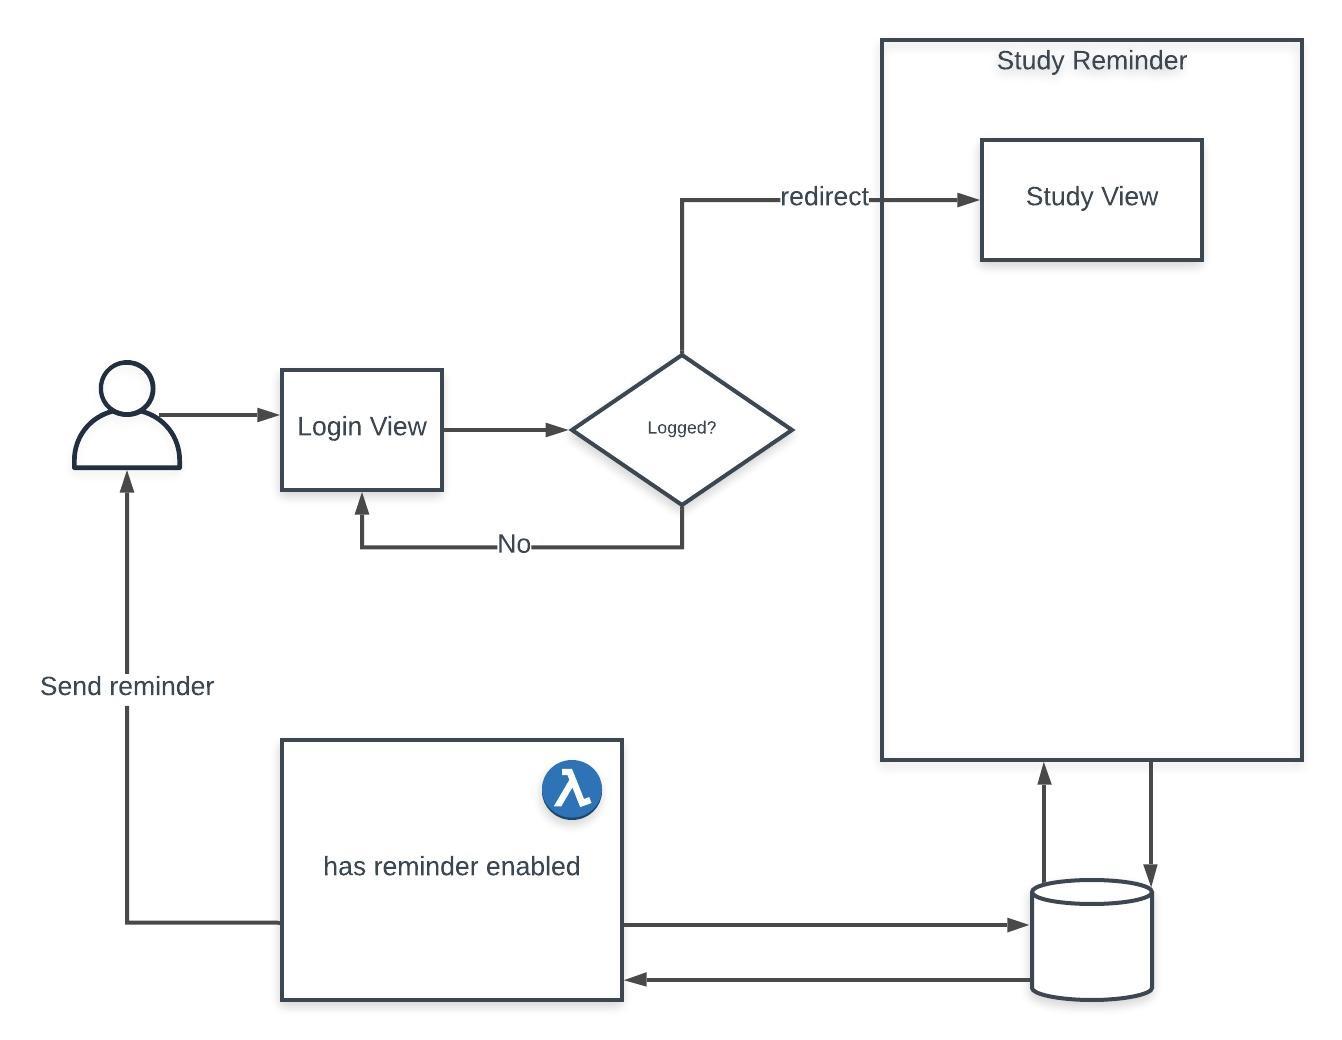 Study Reminder
redirect
Study View
Login View
Logged?
No
Send reminder
λ
has reminder enabled